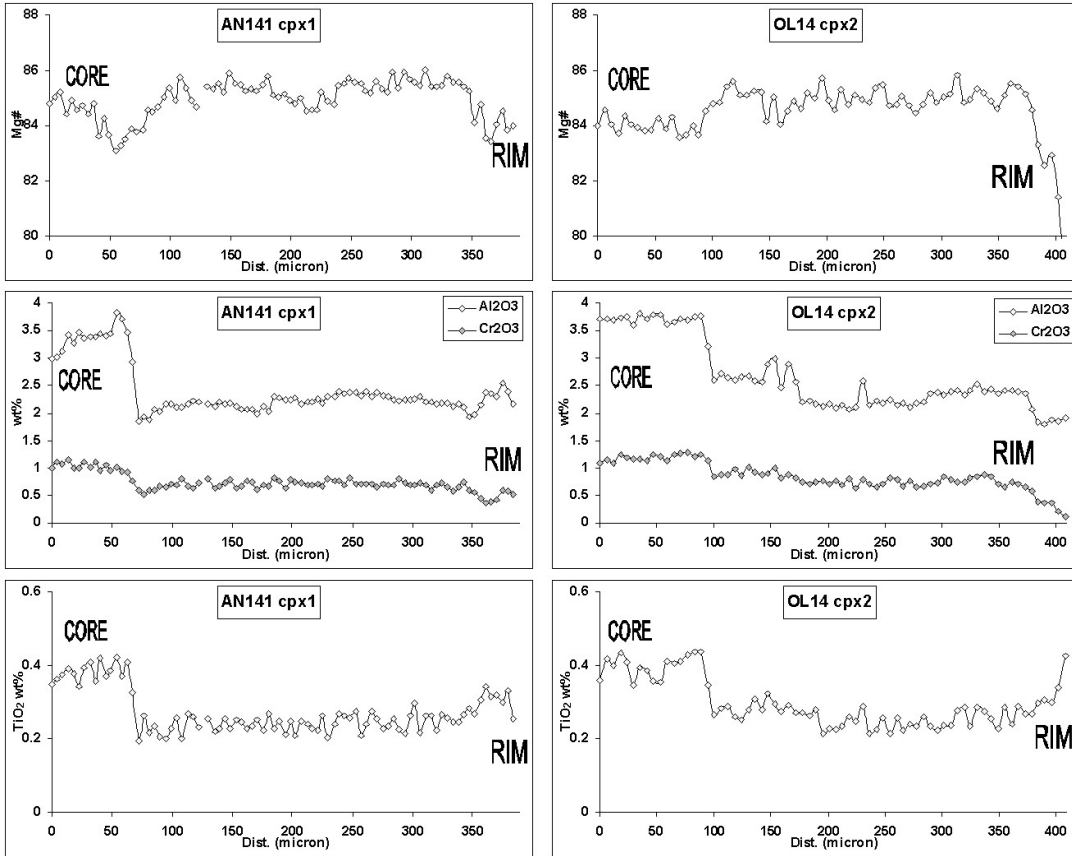 AN141 cpx1
88
86
84
82
80
Mg#
CORE
RIM
0 50 100 150 200 250 300 350
Dist. (micron)
OL14 cpx2
88
86
84
82
80
Mg#
CORE
RIM
0 50 100 150 200 250 300 350 400
Dist. (micron)
AN141 cpx1
Al2O3
Cr2O3
4
3.5
3
2.5
2
1.5
1
0.5
0
wt%
CORE
RIM
0 50 100 150 200 250 300 350
Dist. (micron)
OL14 cpx2
Al2O3
Cr2O3
4
3.5
3
2.5
2
1.5
1
0.5
0
wt%
CORE
RIM
0 50 100 150 200 250 300 350 400
Dist. (micron)
AN141 cpx1
0.6
0.4
0.2
0
TiO2 wt%
CORE
RIM
0 50 100 150 200 250 300 350
Dist. (micron)
OL14 cpx2
0.6
0.4
0.2
0
TiO2 wt%
CORE
RIM
0 50 100 150 200 250 300 350 400
Dist. (micron)